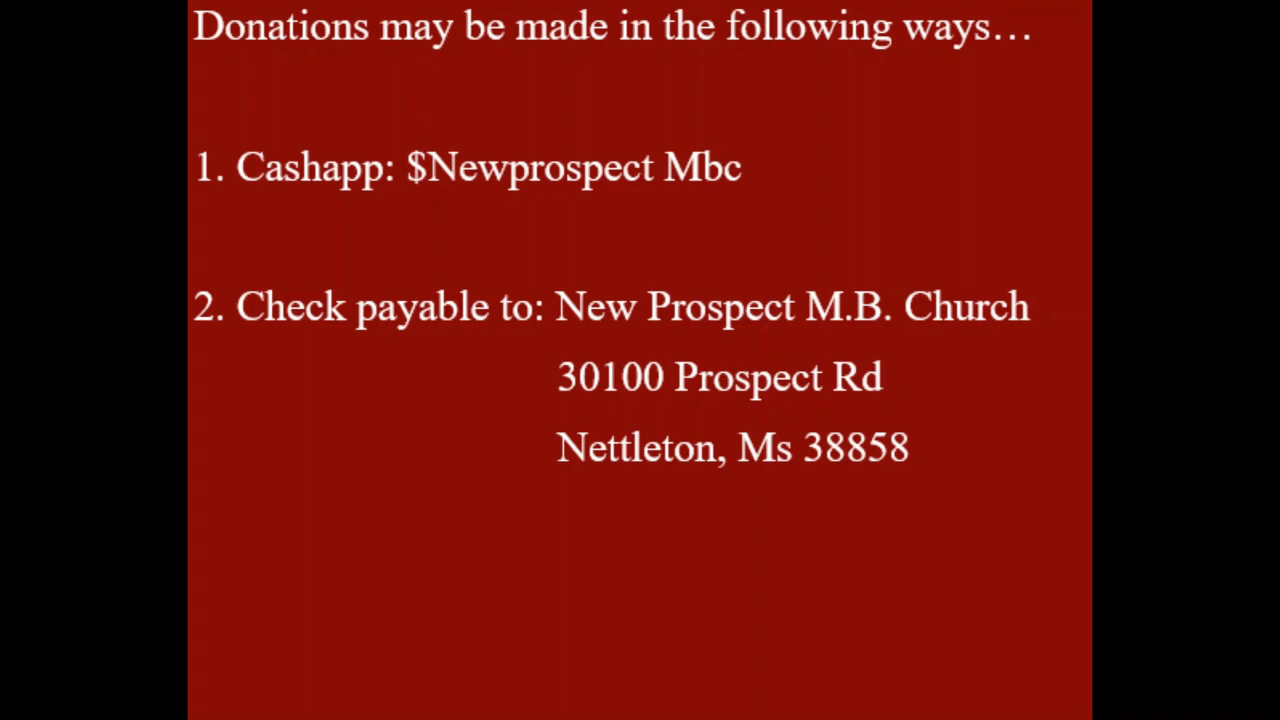 Donations may be made in the following ways…
1. Cashapp: $Newprospect Mbc
2. Check payable to: New Prospect M.B. Church
30100 Prospect Rd
Nettleton, Ms 38858